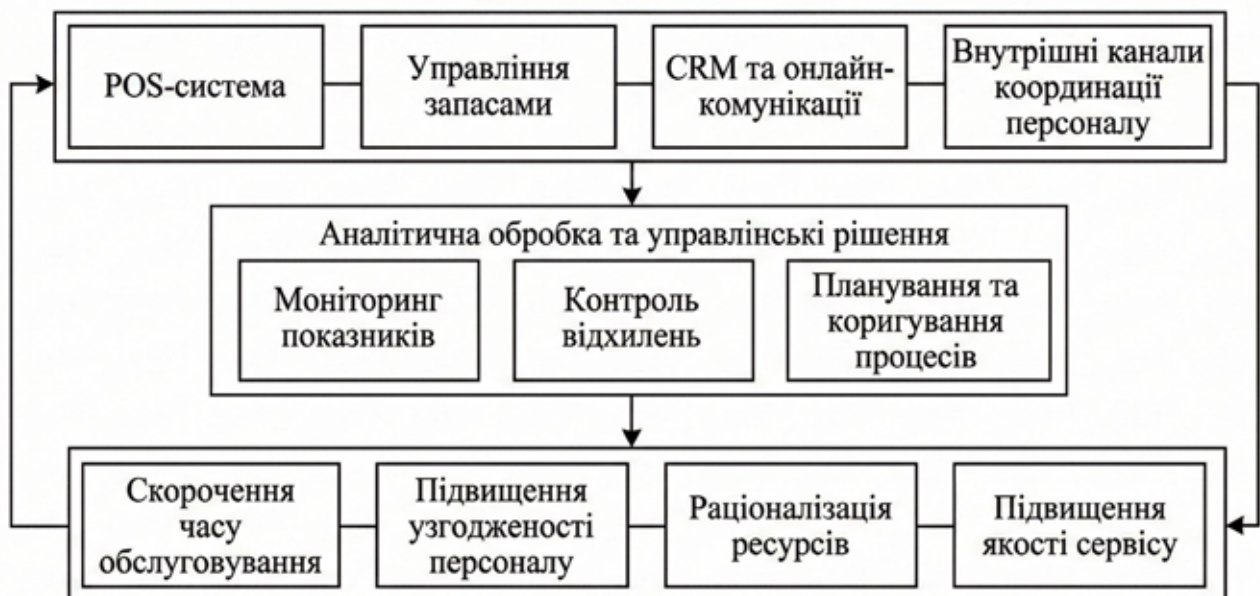 POS-система
Управління
запасами
CRM та онлайн-
комунікації
Внутрішні канали
координації
персоналу
Аналітична обробка та управлінські рішення
Моніторинг
показників
Контроль
відхилень
Планування та
коригування
процесів
Скорочення
часу
обслуговування
Підвищення
узгодженості
персоналу
Раціоналізація
ресурсів
Підвищення
якості сервісу